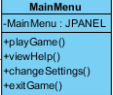 MainMenu
-MainMenu : JPANEL
+playGame()
+viewHelp()
+changeSettings()
+exitGame()